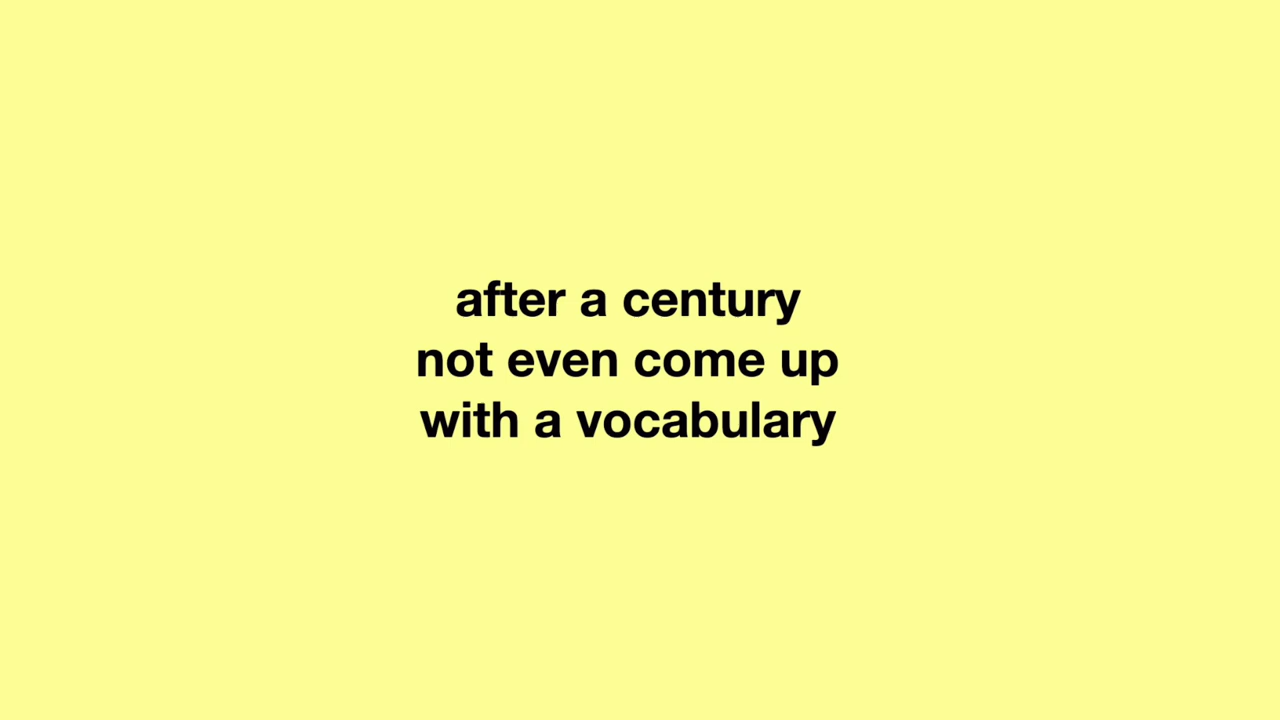 after a century
not even come up
with a vocabulary